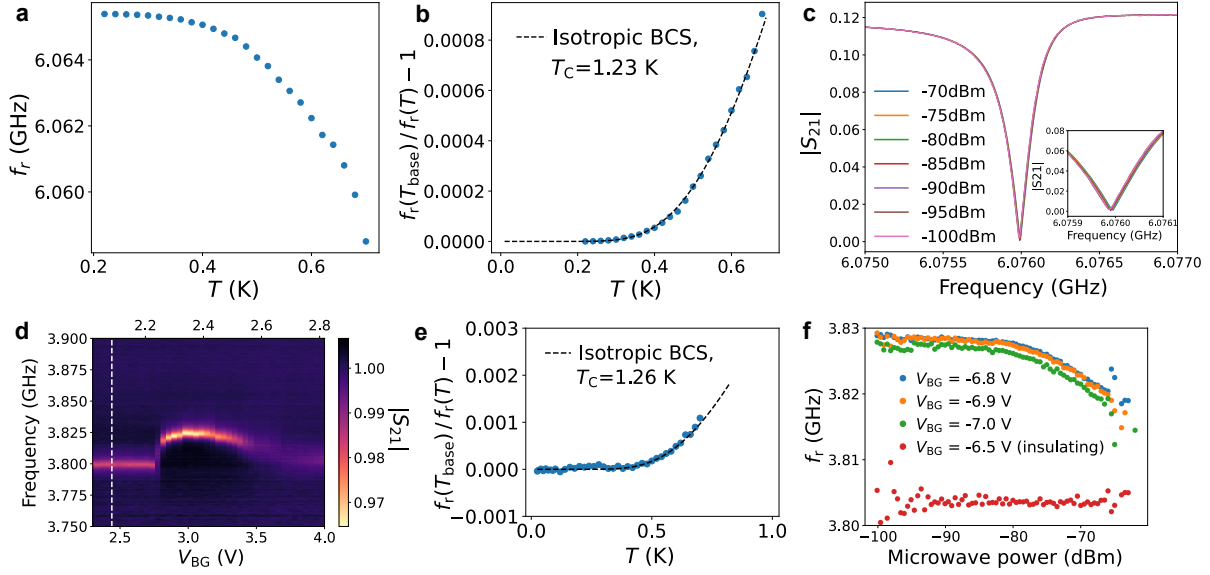 a
6.064
6.062
6.060
f_r (GHz)
0.2 0.4 0.6
T (K)
b
0.0008
0.0006
0.0004
0.0002
0.0000
f_r(T_base) / f_r(T) − 1
Isotropic BCS,
T_C=1.23 K
0.0 0.2 0.4 0.6
T (K)
c
0.12
0.10
0.08
0.06
0.04
0.02
0.00
|S_21|
-70dBm
-75dBm
-80dBm
-85dBm
-90dBm
-95dBm
-100dBm
0.08
0.06
0.04
0.02
0.00
|S21|
6.0759 6.0760 6.0761
Frequency (GHz)
6.0750 6.0755 6.0760 6.0765 6.0770
Frequency (GHz)
d
2.2 2.4 2.6 2.8
3.900
3.875
3.850
3.825
3.800
3.775
3.750
Frequency (GHz)
2.5 3.0 3.5 4.0
V_BG (V)
1.00
0.99
0.98
0.97
|S_21|
e
0.003
0.002
0.001
0.000
−0.001
f_r(T_base) / f_r(T) − 1
Isotropic BCS,
T_C=1.26 K
0.0 0.5 1.0
T (K)
f
3.83
3.82
3.81
3.80
f_r (GHz)
V_BG = -6.8 V
V_BG = -6.9 V
V_BG = -7.0 V
V_BG = -6.5 V (insulating)
−100 −90 −80 −70
Microwave power (dBm)